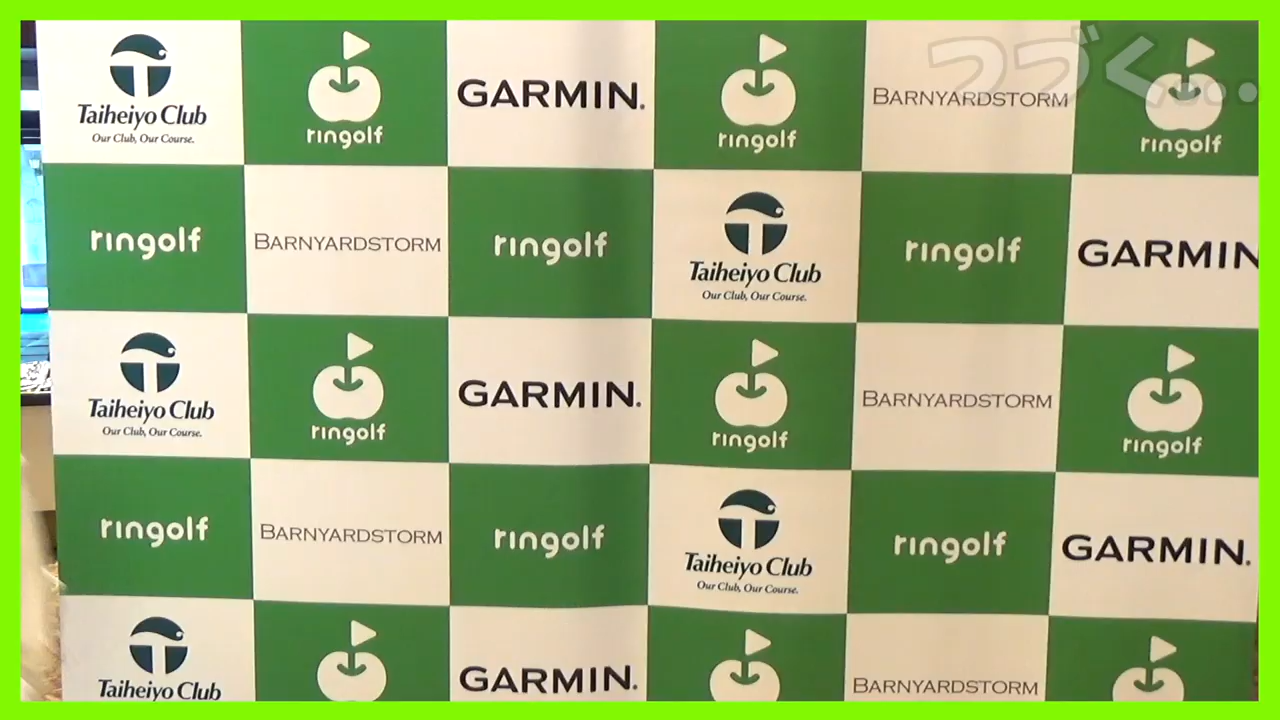 つづく...
Taiheiyo Club
Our Club, Our Course.
ringolf
GARMIN.
ringolf
BARNYARDSTORM
ringolf
ringolf
BARNYARDSTORM
ringolf
Taiheiyo Club
Our Club, Our Course.
ringolf
GARMIN
Taiheiyo Club
Our Club, Our Course.
ringolf
GARMIN.
ringolf
BARNYARDSTORM
ringolf
ringolf
BARNYARDSTORM
ringolf
Taiheiyo Club
Our Club, Our Course.
ringolf
GARMIN.
Taiheiyo Club
GARMIN.
BARNYARDSTORM